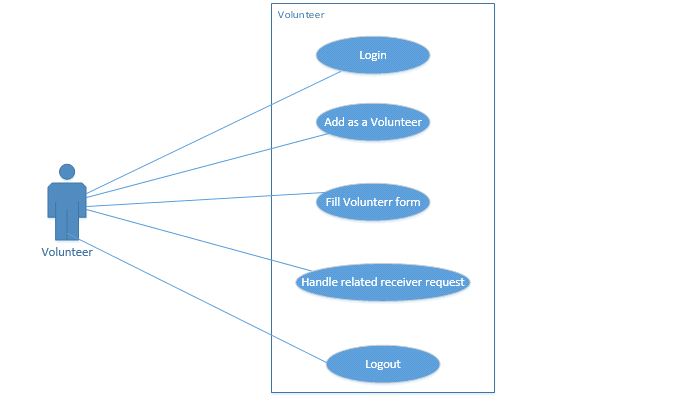 Volunteer
Login
Add as a Volunteer
Fill Volunterr form
Volunteer
Handle related receiver request
Logout